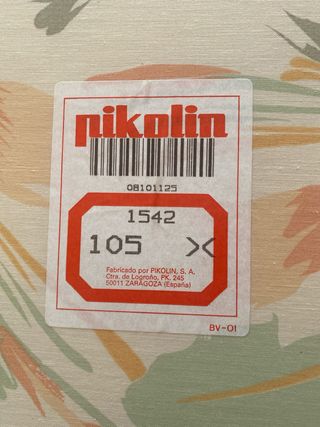 pikolin
08101125
1542
105 ><
Fabricado por PIKOLIN, S. A.
Ctra. de Logroño, PK. 245
50011 ZARAGOZA (España)
BV-01